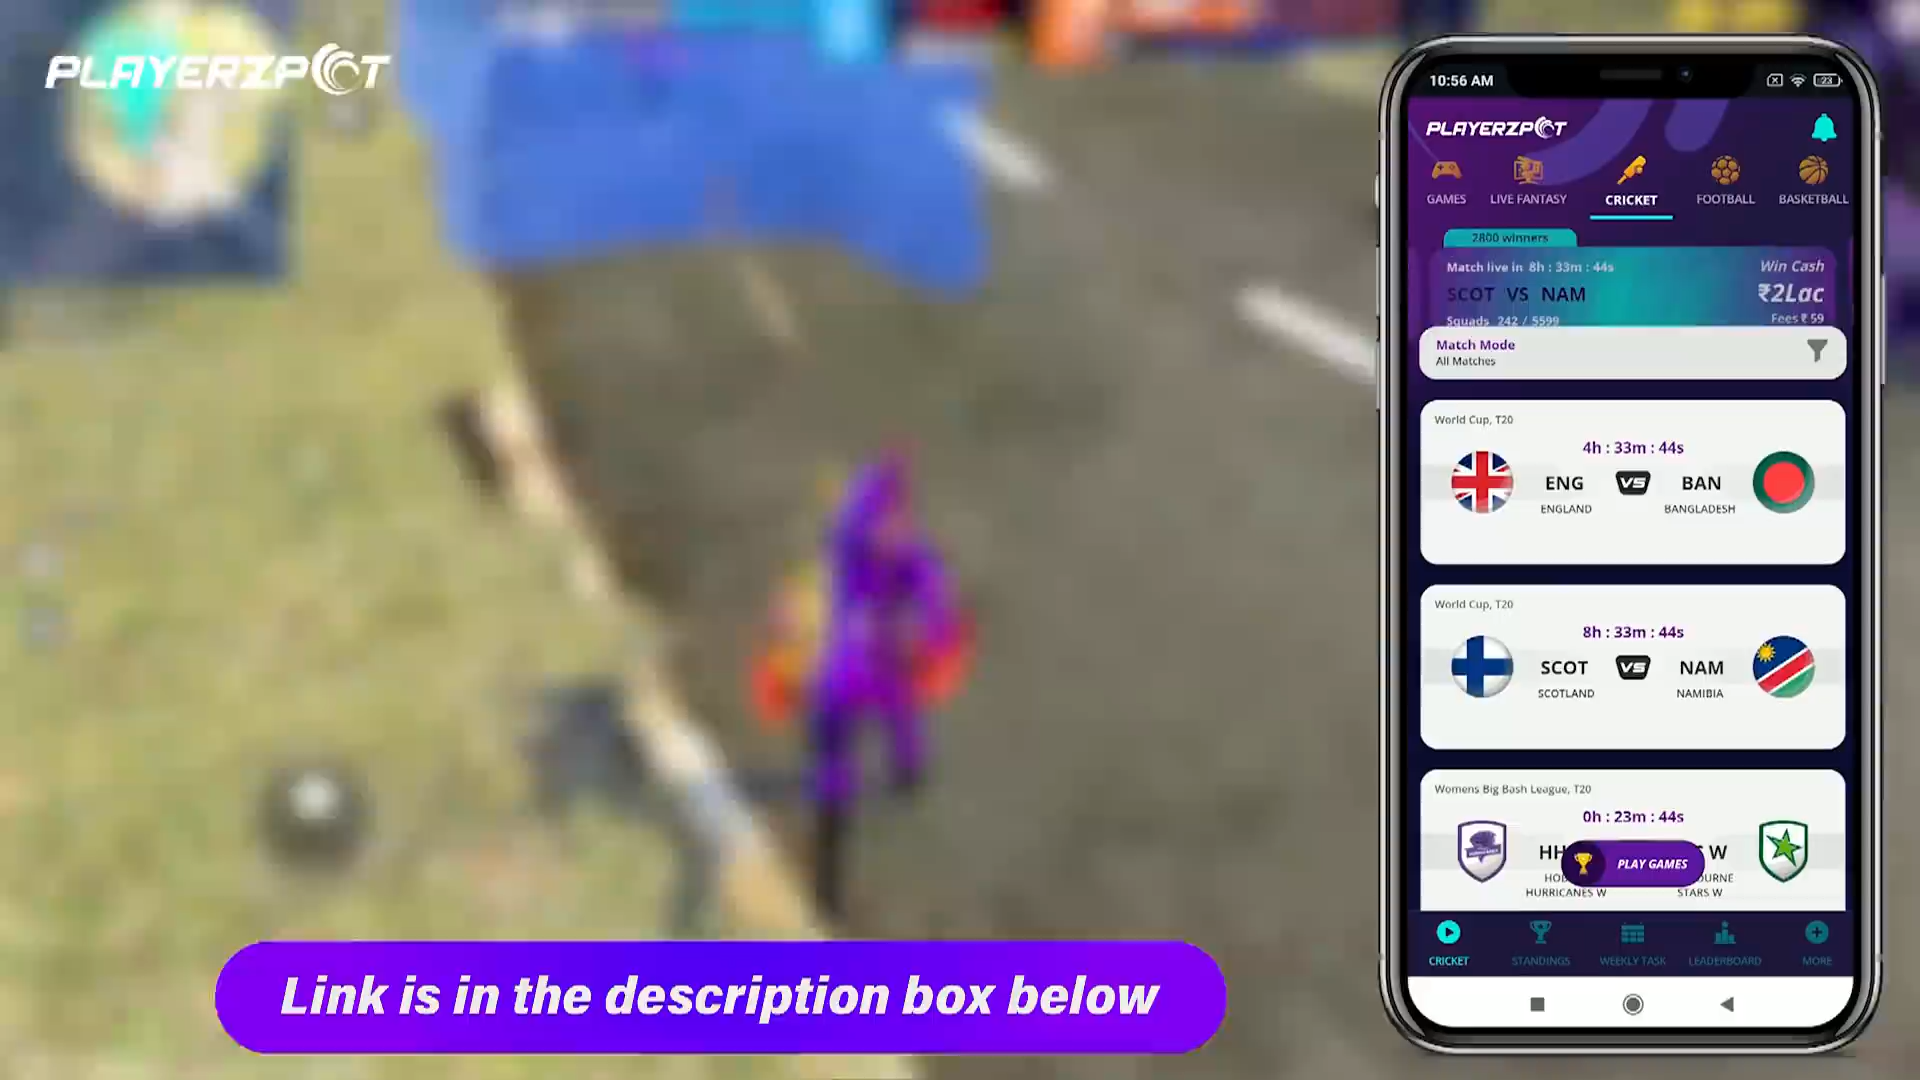 PLAYERZPOT
10:56 AM
23
PLAYERZPOT
GAMES
LIVE FANTASY
CRICKET
FOOTBALL
BASKETBALL
2800 winners
Match live in 8h : 33m : 44s
Win Cash
SCOT VS NAM
₹2Lac
Squads 242 / 5599
Fees ₹ 59
Match Mode
All Matches
World Cup, T20
4h : 33m : 44s
ENG VS BAN
ENGLAND
BANGLADESH
World Cup, T20
8h : 33m : 44s
SCOT VS NAM
SCOTLAND
NAMIBIA
Womens Big Bash League, T20
0h : 23m : 44s
HH
W
PLAY GAMES
HURRICANES W
STARS W
CRICKET
STANDINGS
WEEKLY TASK
LEADERBOARD
MORE
Link is in the description box below